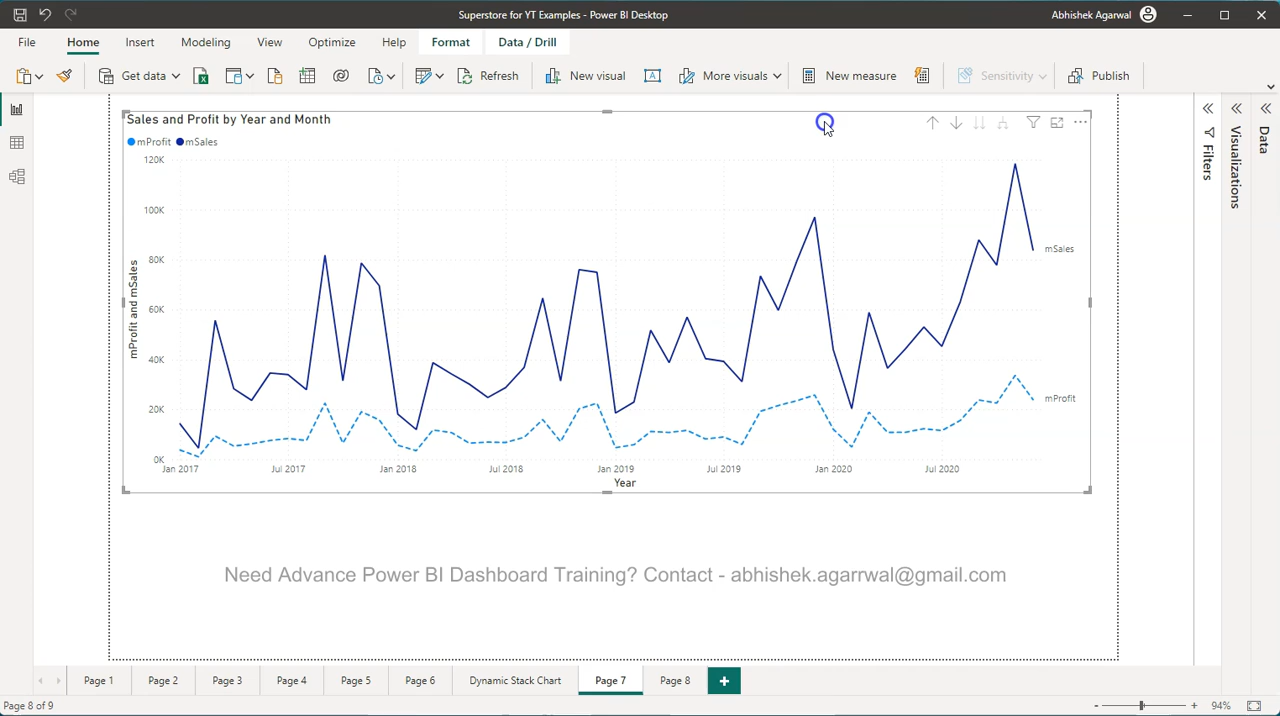 Superstore for YT Examples - Power BI Desktop
Abhishek Agarwal
File Home Insert Modeling View Optimize Help Format Data / Drill
Get data Refresh New visual More visuals New measure Sensitivity Publish
Sales and Profit by Year and Month
mProfit mSales
120K
100K
80K
60K
40K
20K
0K
mProfit and mSales
mSales
mProfit
Jan 2017 Jul 2017 Jan 2018 Jul 2018 Jan 2019 Jul 2019 Jan 2020 Jul 2020
Year
Filters
Visualizations
Data
Need Advance Power BI Dashboard Training? Contact - abhishek.agarrwal@gmail.com
Page 1 Page 2 Page 3 Page 4 Page 5 Page 6 Dynamic Stack Chart Page 7 Page 8
Page 8 of 9
94%